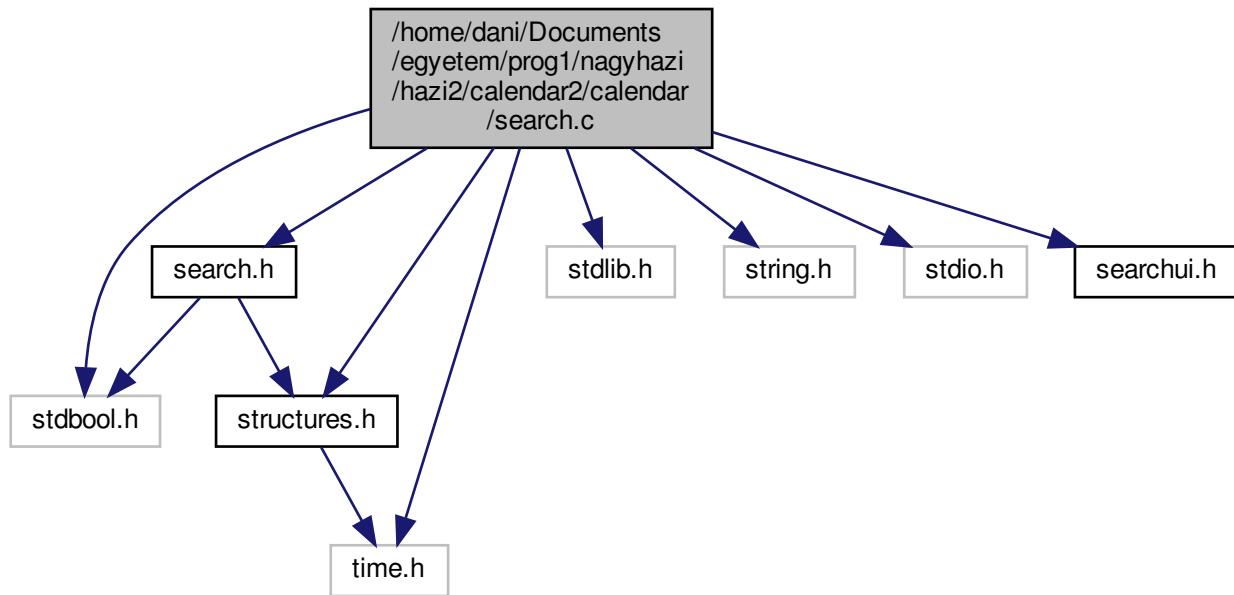 /home/dani/Documents
/egyetem/prog1/nagyhazi
/hazi2/calendar2/calendar
/search.c
search.h
stdlib.h
string.h
stdio.h
searchui.h
stdbool.h
structures.h
time.h